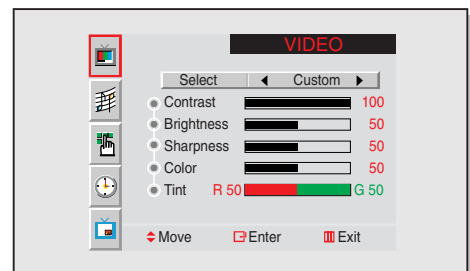 VIDEO
Select Custom
Contrast 100
Brightness 50
Sharpness 50
Color 50
Tint R 50 G 50
Move Enter Exit